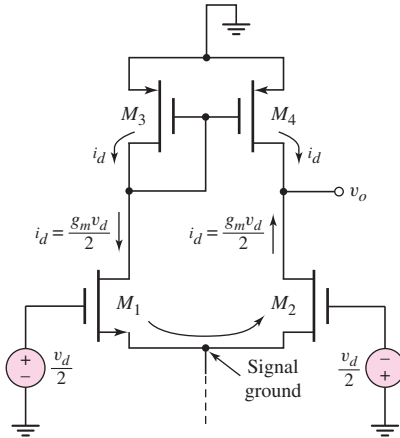 M3
M4
id
id
vo
id = gmvd/2
id = gmvd/2
M1
M2
+
−
vd/2
Signal
ground
vd/2
−
+